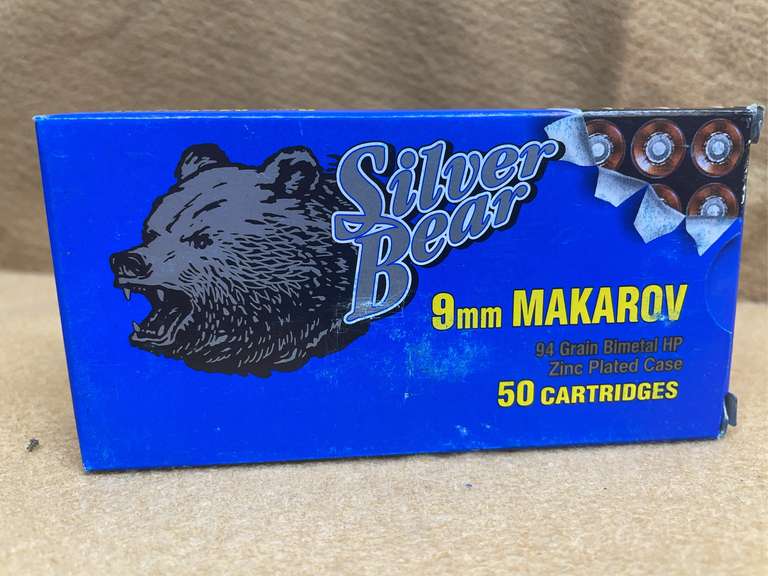 Silver
Bear
9mm MAKAROV
94 Grain Bimetal HP
Zinc Plated Case
50 CARTRIDGES